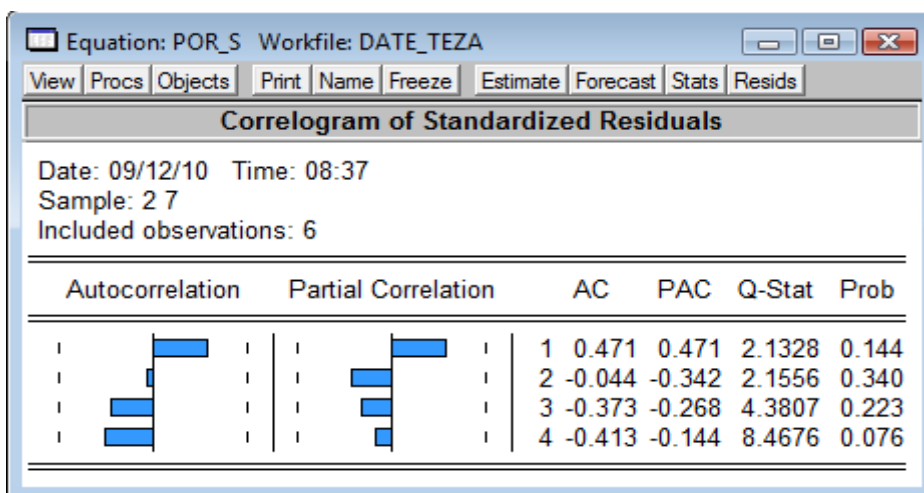 Equation: POR_S Workfile: DATE_TEZA
View Procs Objects Print Name Freeze Estimate Forecast Stats Resids
Correlogram of Standardized Residuals
Date: 09/12/10 Time: 08:37
Sample: 2 7
Included observations: 6
Autocorrelation Partial Correlation AC PAC Q-Stat Prob
1 0.471 0.471 2.1328 0.144
2 -0.044 -0.342 2.1556 0.340
3 -0.373 -0.268 4.3807 0.223
4 -0.413 -0.144 8.4676 0.076